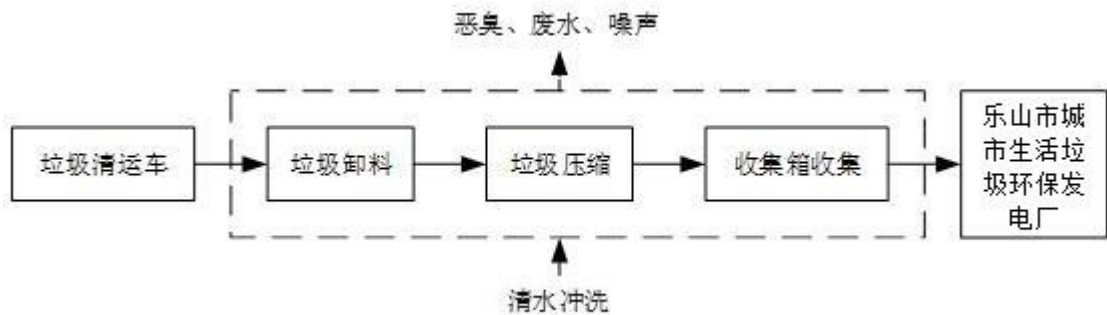 恶臭、废水、噪声
垃圾清运车
垃圾卸料
垃圾压缩
收集箱收集
乐山市城
市生活垃
圾环保发
电厂
清水冲洗